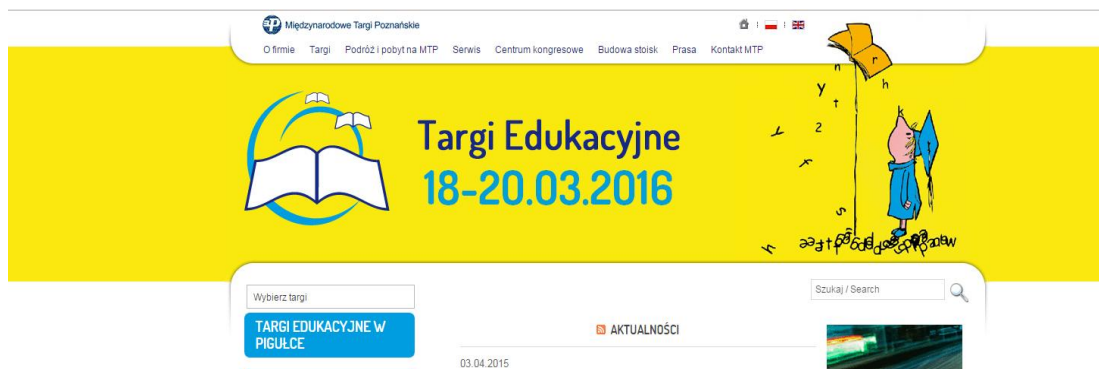 Międzynarodowe Targi Poznańskie
O firmie Targi Podróż i pobyt na MTP Serwis Centrum kongresowe Budowa stoisk Prasa Kontakt MTP
Targi Edukacyjne
18-20.03.2016
Wybierz targi
Szukaj / Search
TARGI EDUKACYJNE W
PIGUŁCE
AKTUALNOŚCI
03.04.2015